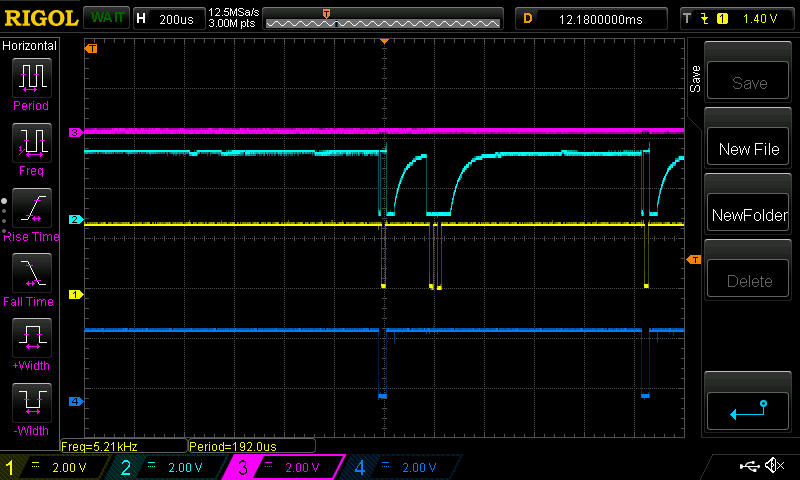 RIGOL WAIT H 200us 12.5MSa/s 3.00M pts T D 12.1800000ms T 1 1.40 V
Horizontal
Period
Freq
Rise Time
Fall Time
+Width
-Width
T
3
2
1
4
T
Save
Save
New File
NewFolder
Delete
Freq=5.21kHz Period=192.0us
1 = 2.00 V 2 = 2.00 V 3 = 2.00 V 4 = 2.00 V